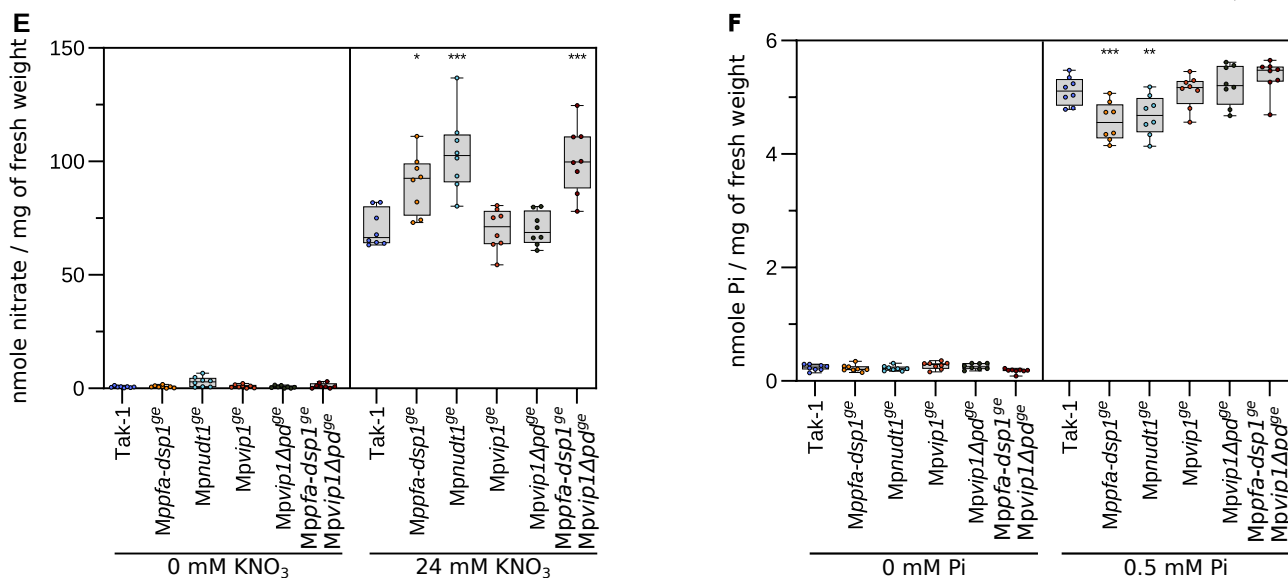 E
nmole nitrate / mg of fresh weight
150
100
50
0
* *** ***
Tak-1
Mppfa-dsp1ge
Mpnudt1ge
Mpvip1ge
Mpvip1Δpdge
Mppfa-dsp1ge
Mpvip1Δpdge
Tak-1
Mppfa-dsp1ge
Mpnudt1ge
Mpvip1ge
Mpvip1Δpdge
Mppfa-dsp1ge
Mpvip1Δpdge
0 mM KNO3
24 mM KNO3
F
nmole Pi / mg of fresh weight
6
4
2
0
*** **
Tak-1
Mppfa-dsp1ge
Mpnudt1ge
Mpvip1ge
Mpvip1Δpdge
Mppfa-dsp1ge
Mpvip1Δpdge
Tak-1
Mppfa-dsp1ge
Mpnudt1ge
Mpvip1ge
Mpvip1Δpdge
Mppfa-dsp1ge
Mpvip1Δpdge
0 mM Pi
0.5 mM Pi